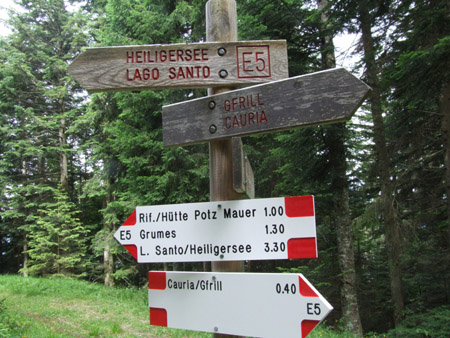 HEILIGERSEE
LAGO SANTO E5
GFRILL
CAURIA
Rif./Hütte Potz Mauer 1.00
E5 Grumes 1.30
L. Santo/Heiligersee 3.30
Cauria/Gfrill 0.40
E5